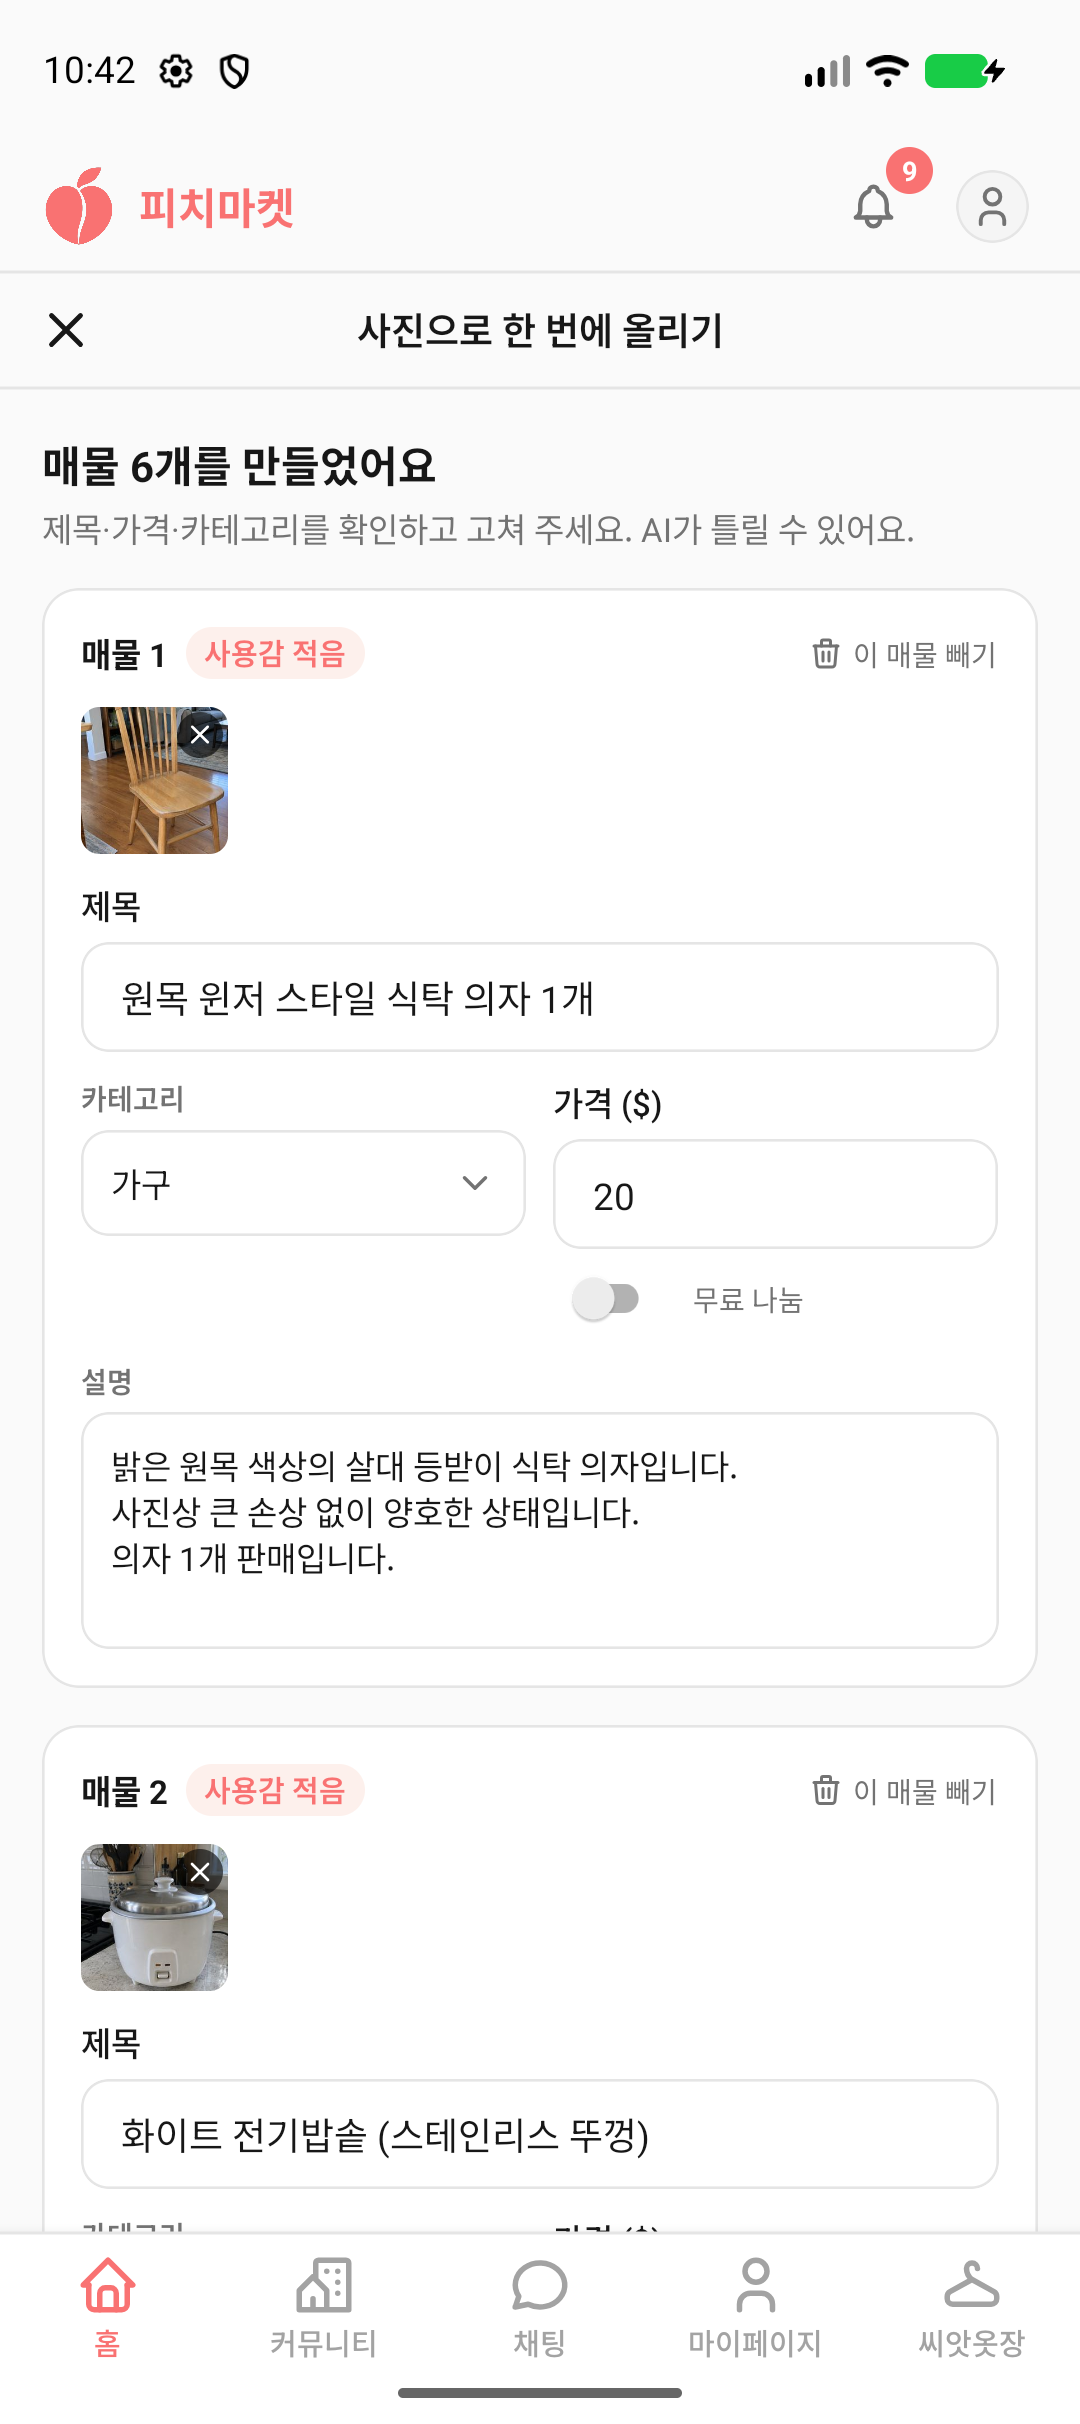 10:42
피치마켓
9
사진으로 한 번에 올리기
매물 6개를 만들었어요
제목·가격·카테고리를 확인하고 고쳐 주세요. AI가 틀릴 수 있어요.
매물 1
사용감 적음
이 매물 빼기
제목
원목 윈저 스타일 식탁 의자 1개
카테고리
가격 ($)
가구
20
무료 나눔
설명
밝은 원목 색상의 살대 등받이 식탁 의자입니다.
사진상 큰 손상 없이 양호한 상태입니다.
의자 1개 판매입니다.
매물 2
사용감 적음
이 매물 빼기
제목
화이트 전기밥솥 (스테인리스 뚜껑)
홈
커뮤니티
채팅
마이페이지
씨앗옷장